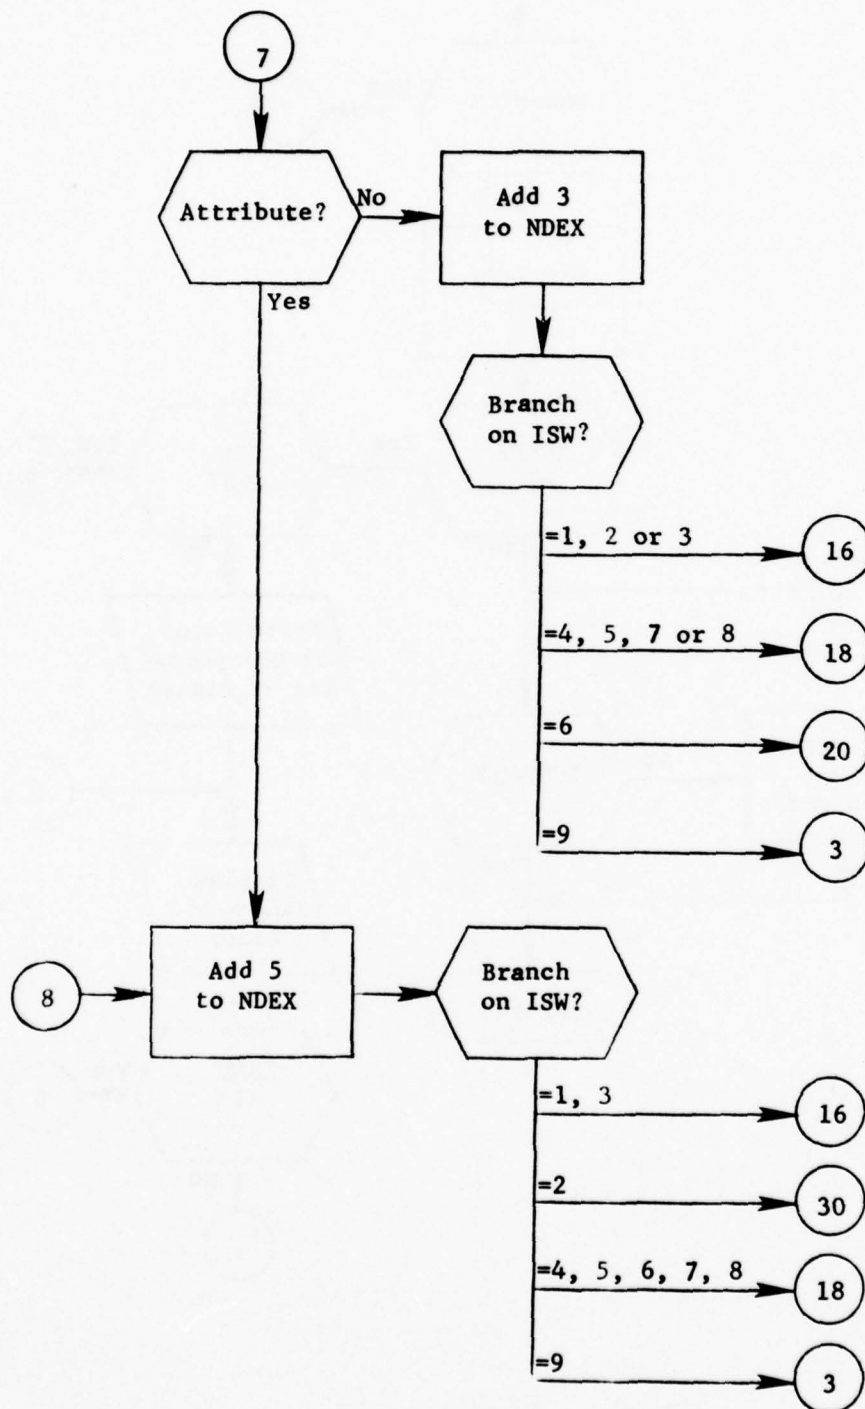 7
Attribute?
No
Add 3
to NDEX
Yes
Branch
on ISW?
=1, 2 or 3
16
=4, 5, 7 or 8
18
=6
20
=9
3
8
Add 5
to NDEX
Branch
on ISW?
=1, 3
16
=2
30
=4, 5, 6, 7, 8
18
=9
3